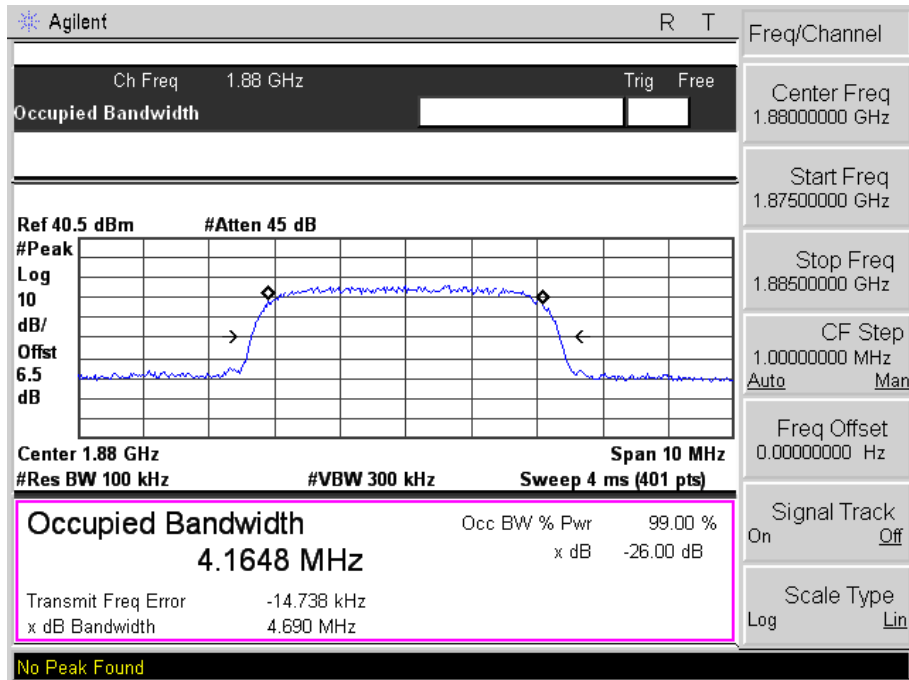 Agilent R T
Ch Freq 1.88 GHz Trig Free
Occupied Bandwidth
Ref 40.5 dBm #Atten 45 dB
#Peak
Log
10
dB/
Offst
6.5
dB
Center 1.88 GHz Span 10 MHz
#Res BW 100 kHz #VBW 300 kHz Sweep 4 ms (401 pts)
Occupied Bandwidth Occ BW % Pwr 99.00 %
4.1648 MHz x dB -26.00 dB
Transmit Freq Error -14.738 kHz
x dB Bandwidth 4.690 MHz
No Peak Found
Freq/Channel
Center Freq
1.88000000 GHz
Start Freq
1.87500000 GHz
Stop Freq
1.88500000 GHz
CF Step
1.00000000 MHz
Auto Man
Freq Offset
0.00000000 Hz
Signal Track
On Off
Scale Type
Log Lin